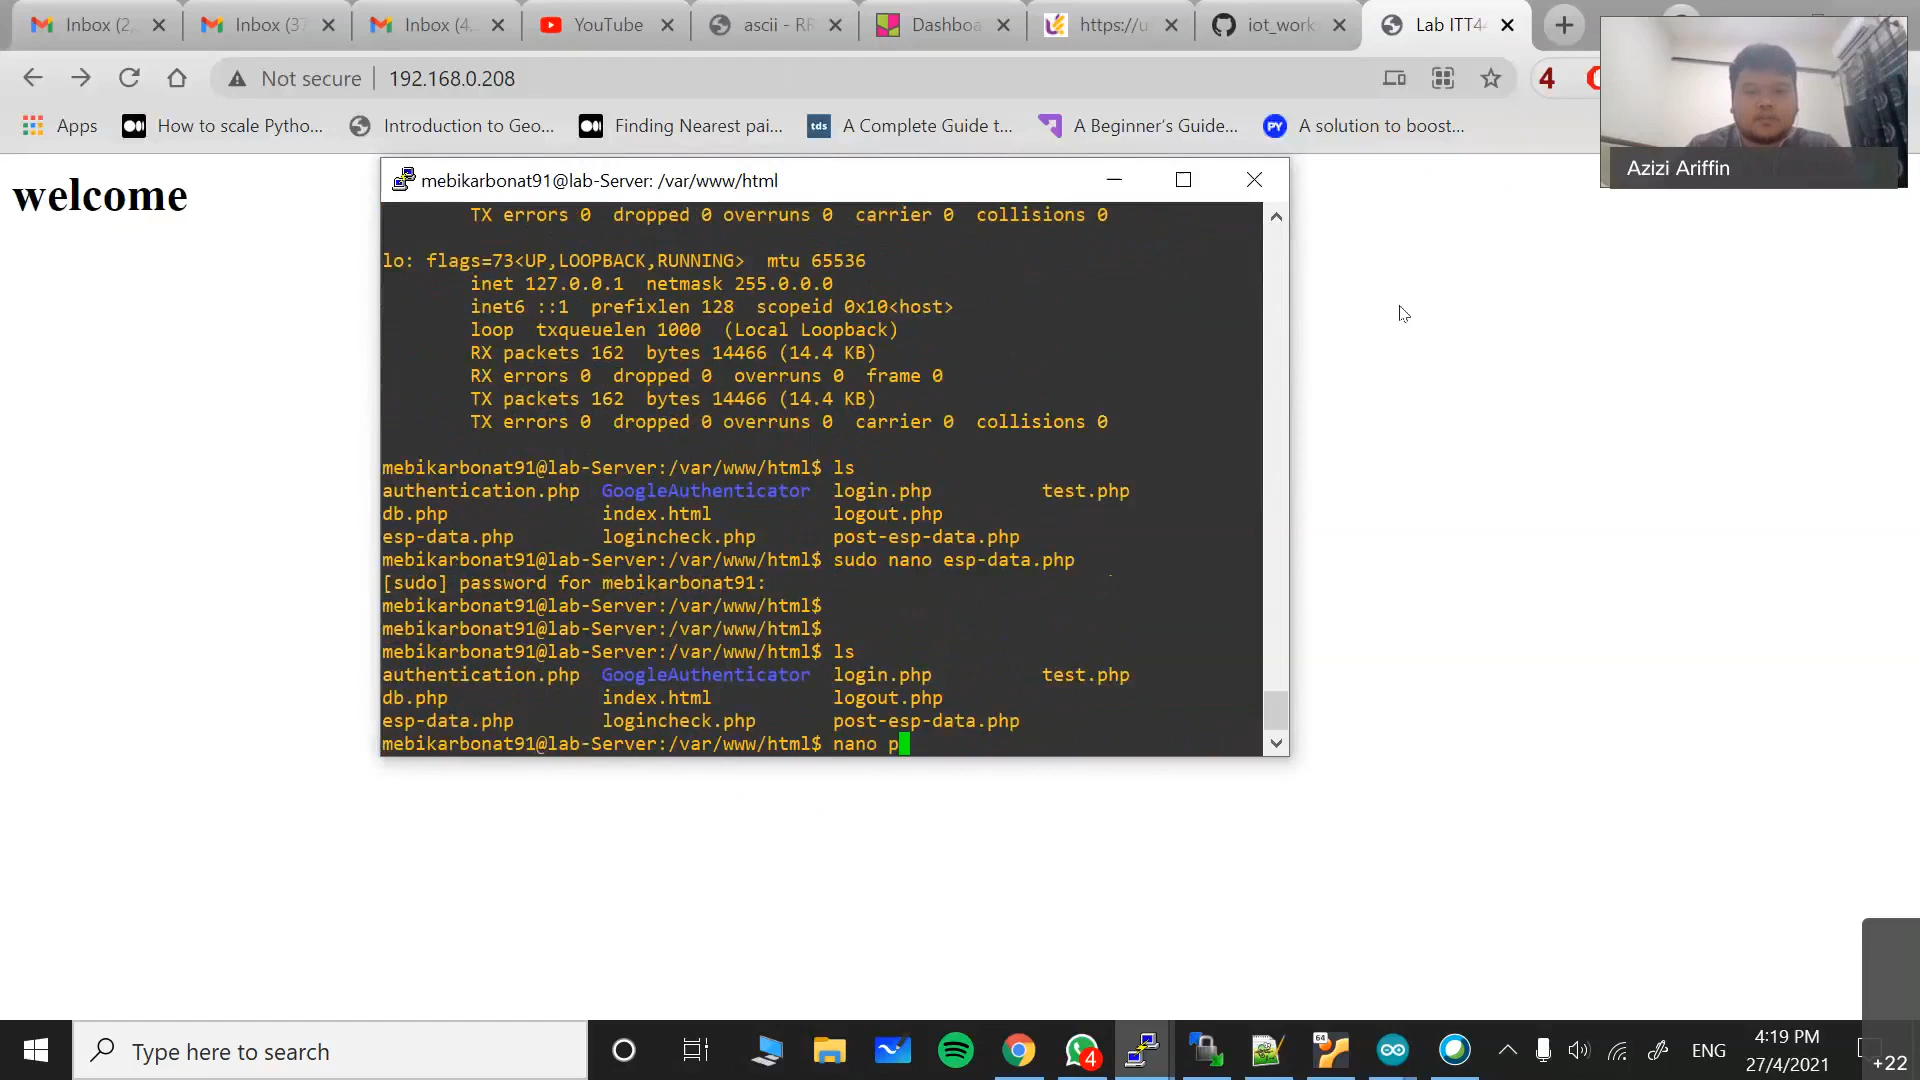 Inbox (2,
Inbox (37
Inbox (4,
YouTube
ascii - RR
Dashboa
https://u
iot_work
Lab ITT4
Not secure
192.168.0.208
4
Apps
How to scale Pytho...
Introduction to Geo...
Finding Nearest pai...
tds
A Complete Guide t...
A Beginner's Guide...
PY
A solution to boost...
Azizi Ariffin
welcome
mebikarbonat91@lab-Server: /var/www/html
TX errors 0  dropped 0 overruns 0  carrier 0  collisions 0
lo: flags=73<UP,LOOPBACK,RUNNING>  mtu 65536
inet 127.0.0.1  netmask 255.0.0.0
inet6 ::1  prefixlen 128  scopeid 0x10<host>
loop  txqueuelen 1000  (Local Loopback)
RX packets 162  bytes 14466 (14.4 KB)
RX errors 0  dropped 0  overruns 0  frame 0
TX packets 162  bytes 14466 (14.4 KB)
TX errors 0  dropped 0 overruns 0  carrier 0  collisions 0
mebikarbonat91@lab-Server:/var/www/html$ ls
authentication.php  GoogleAuthenticator  login.php  test.php
db.php  index.html  logout.php
esp-data.php  logincheck.php  post-esp-data.php
mebikarbonat91@lab-Server:/var/www/html$ sudo nano esp-data.php
[sudo] password for mebikarbonat91:
mebikarbonat91@lab-Server:/var/www/html$
mebikarbonat91@lab-Server:/var/www/html$
mebikarbonat91@lab-Server:/var/www/html$ ls
authentication.php  GoogleAuthenticator  login.php  test.php
db.php  index.html  logout.php
esp-data.php  logincheck.php  post-esp-data.php
mebikarbonat91@lab-Server:/var/www/html$ nano p
Type here to search
4
64
ENG
4:19 PM
27/4/2021
+22